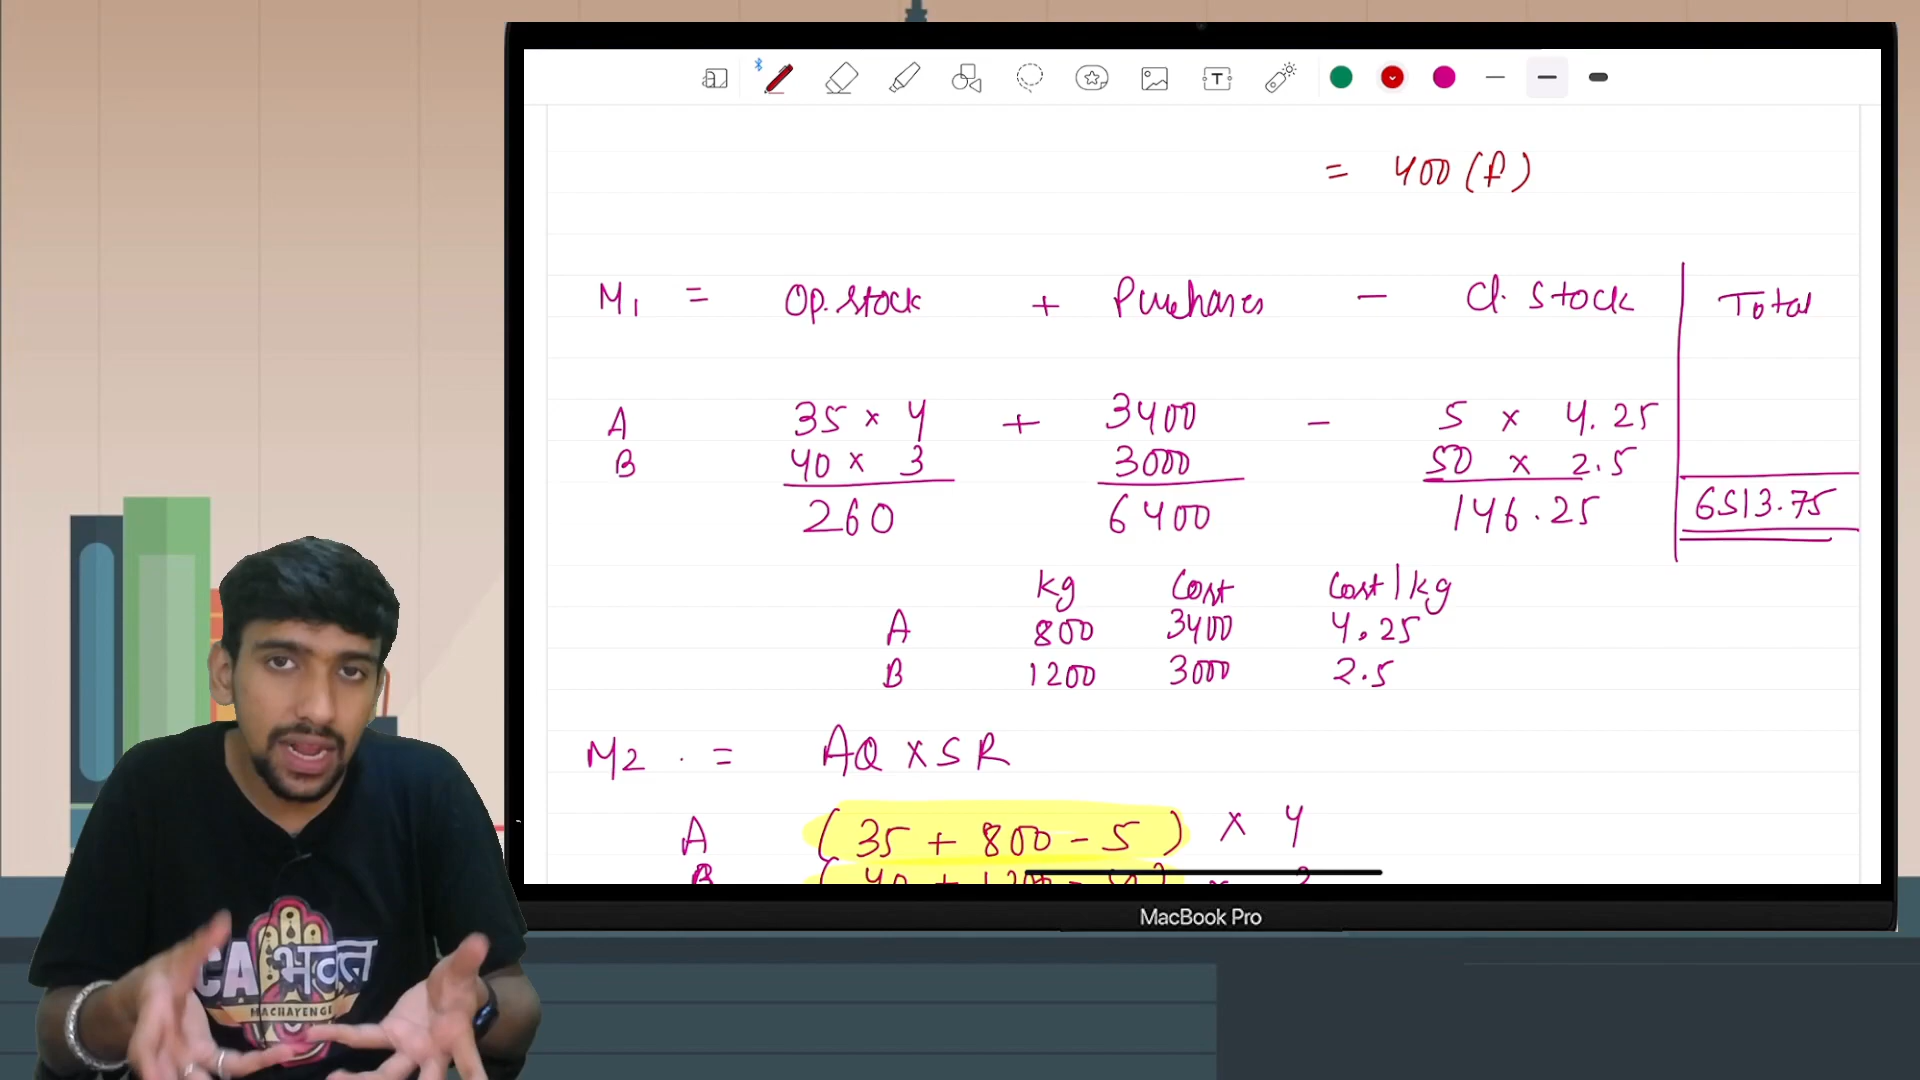 = 400 (f)
M1 = Op. Stock + Purchases - Cl. Stock Total
A 35 × 4 + 3400 - 5 × 4.25
B 40 × 3 3000 50 × 2.5
260 6400 146.25 6513.75
kg Cost Cost/kg
A 800 3400 4.25
B 1200 3000 2.5
M2 = AQ × SR
A (35 + 800 - 5) × 4
B
MacBook Pro
CA भक्त
MACHAYENGE